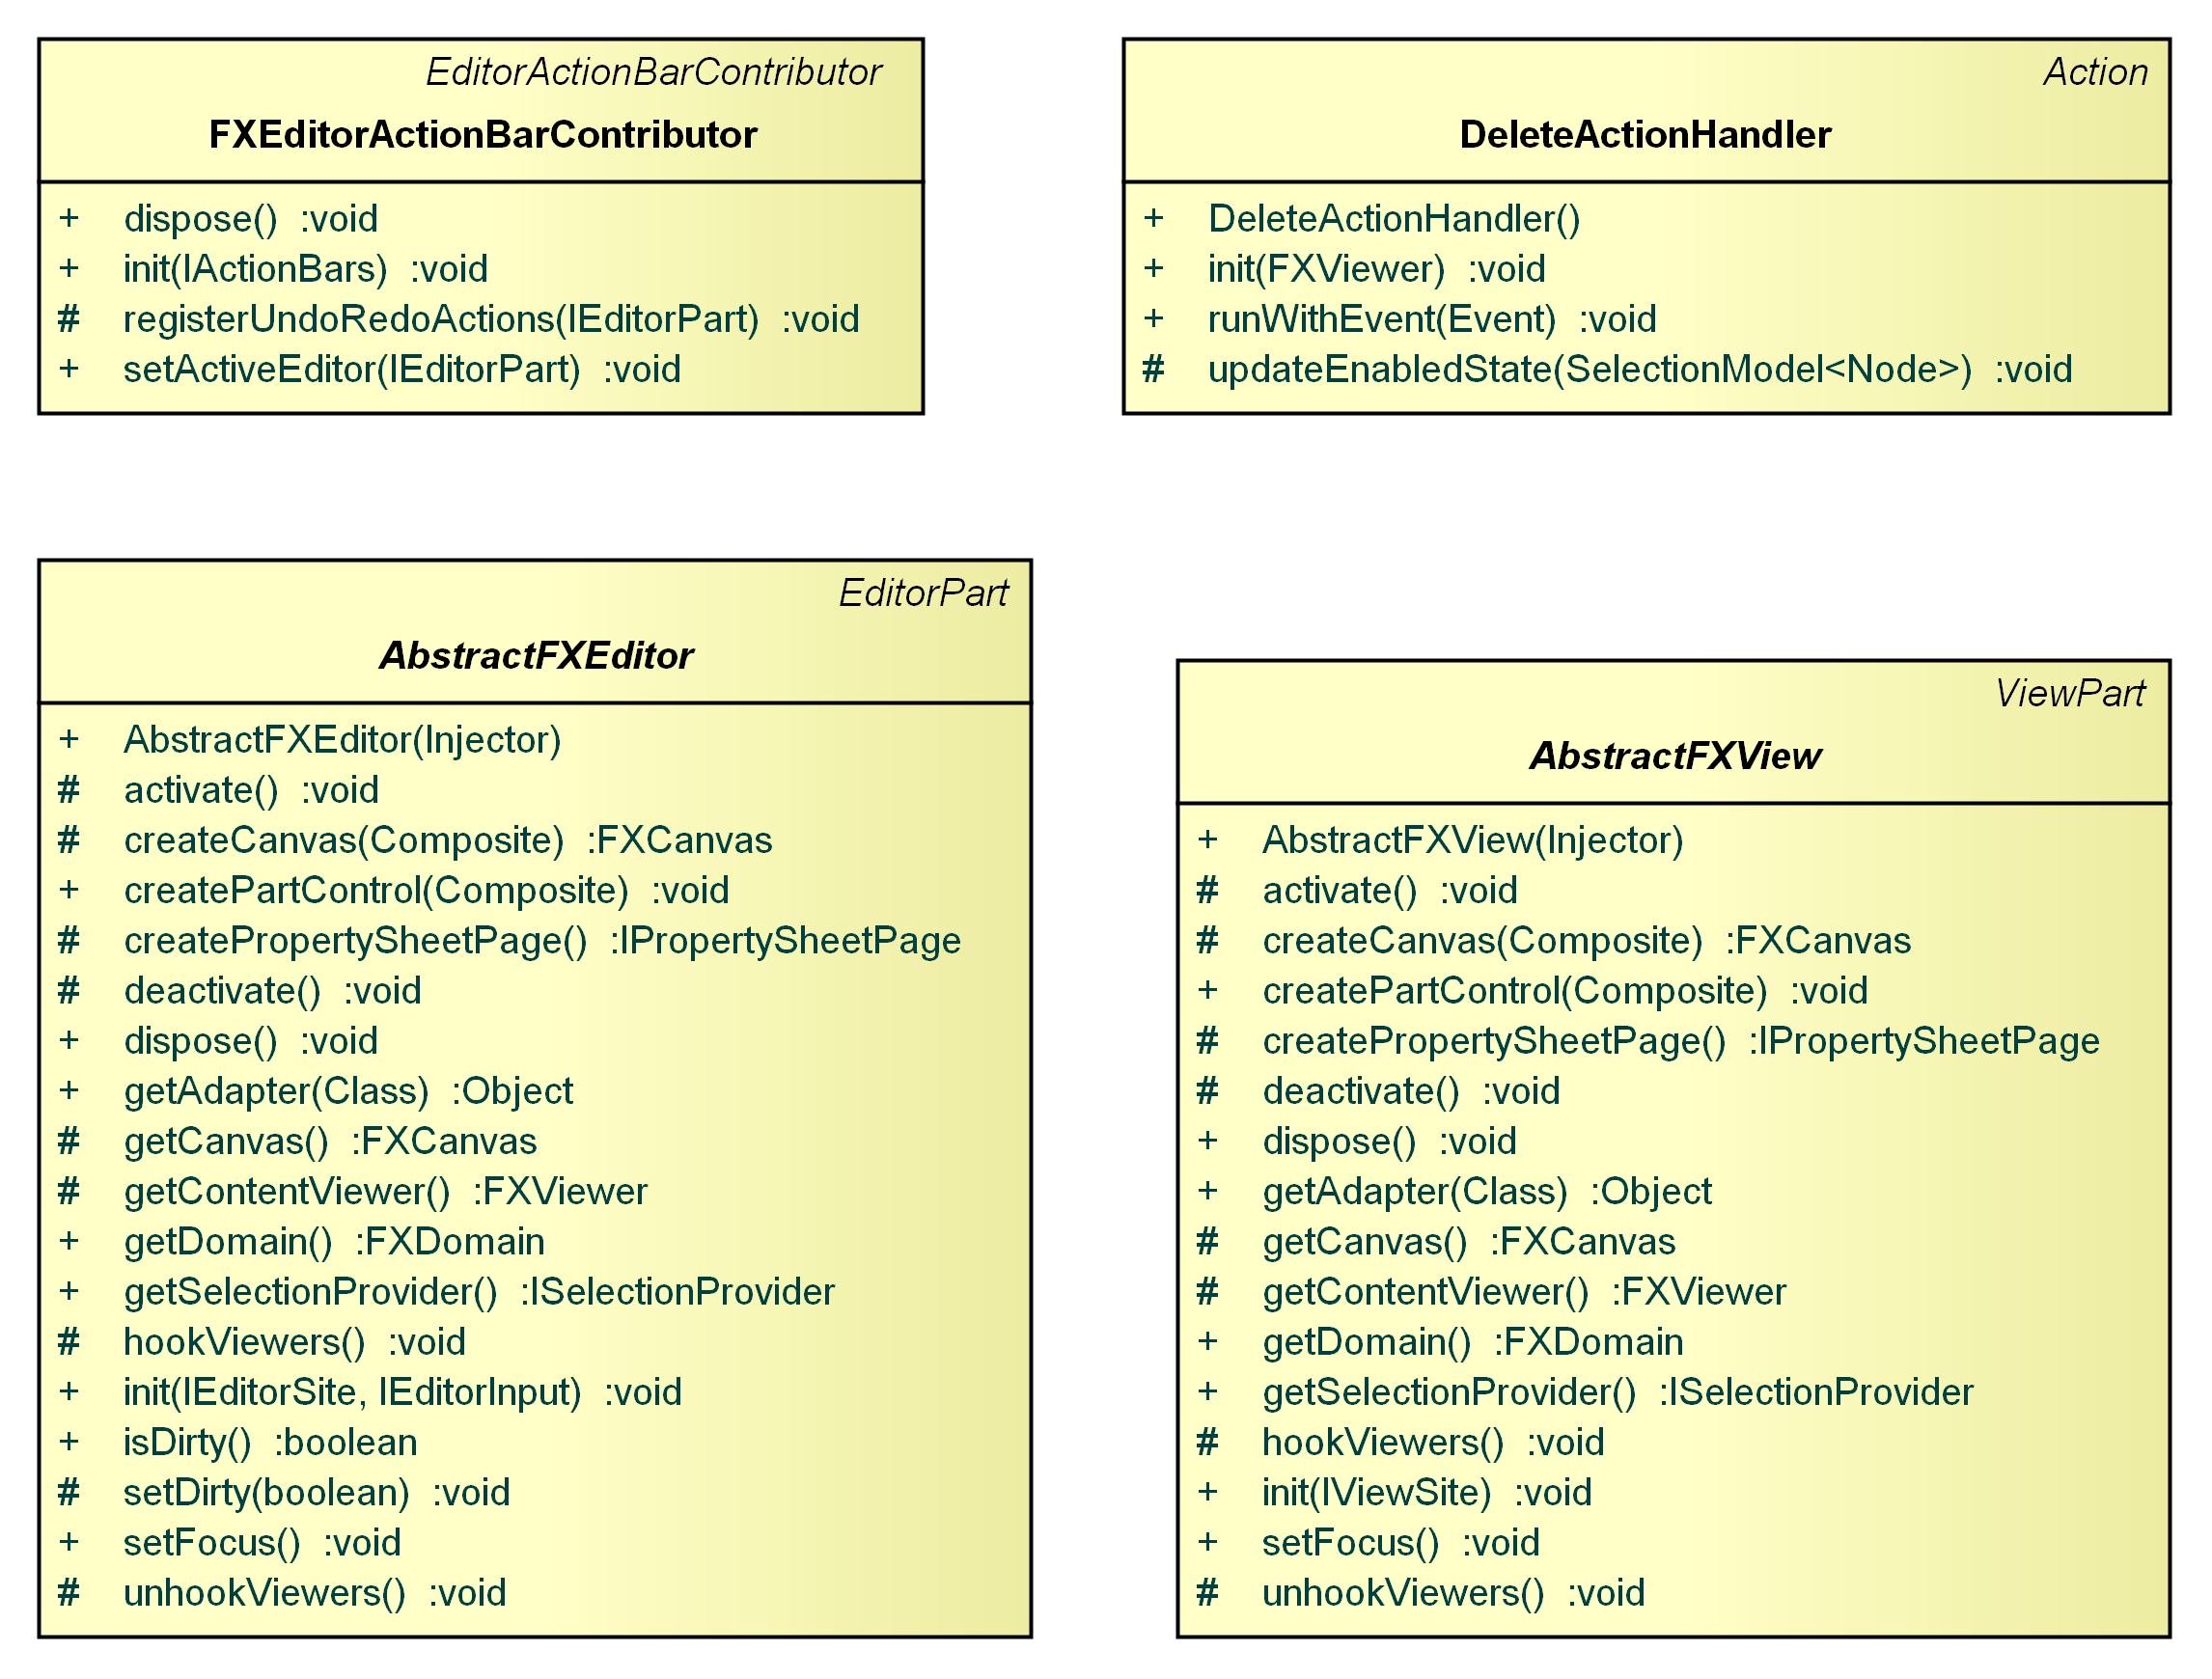 EditorActionBarContributor
FXEditorActionBarContributor
+ dispose() :void
+ init(IActionBars) :void
# registerUndoRedoActions(IEditorPart) :void
+ setActiveEditor(IEditorPart) :void
Action
DeleteActionHandler
+ DeleteActionHandler()
+ init(FXViewer) :void
+ runWithEvent(Event) :void
# updateEnabledState(SelectionModel<Node>) :void
EditorPart
AbstractFXEditor
+ AbstractFXEditor(Injector)
# activate() :void
# createCanvas(Composite) :FXCanvas
+ createPartControl(Composite) :void
# createPropertySheetPage() :IPropertySheetPage
# deactivate() :void
+ dispose() :void
+ getAdapter(Class) :Object
# getCanvas() :FXCanvas
# getContentViewer() :FXViewer
+ getDomain() :FXDomain
+ getSelectionProvider() :ISelectionProvider
# hookViewers() :void
+ init(IEditorSite, IEditorInput) :void
+ isDirty() :boolean
# setDirty(boolean) :void
+ setFocus() :void
# unhookViewers() :void
ViewPart
AbstractFXView
+ AbstractFXView(Injector)
# activate() :void
# createCanvas(Composite) :FXCanvas
+ createPartControl(Composite) :void
# createPropertySheetPage() :IPropertySheetPage
# deactivate() :void
+ dispose() :void
+ getAdapter(Class) :Object
# getCanvas() :FXCanvas
# getContentViewer() :FXViewer
+ getDomain() :FXDomain
+ getSelectionProvider() :ISelectionProvider
# hookViewers() :void
+ init(IViewSite) :void
+ setFocus() :void
# unhookViewers() :void